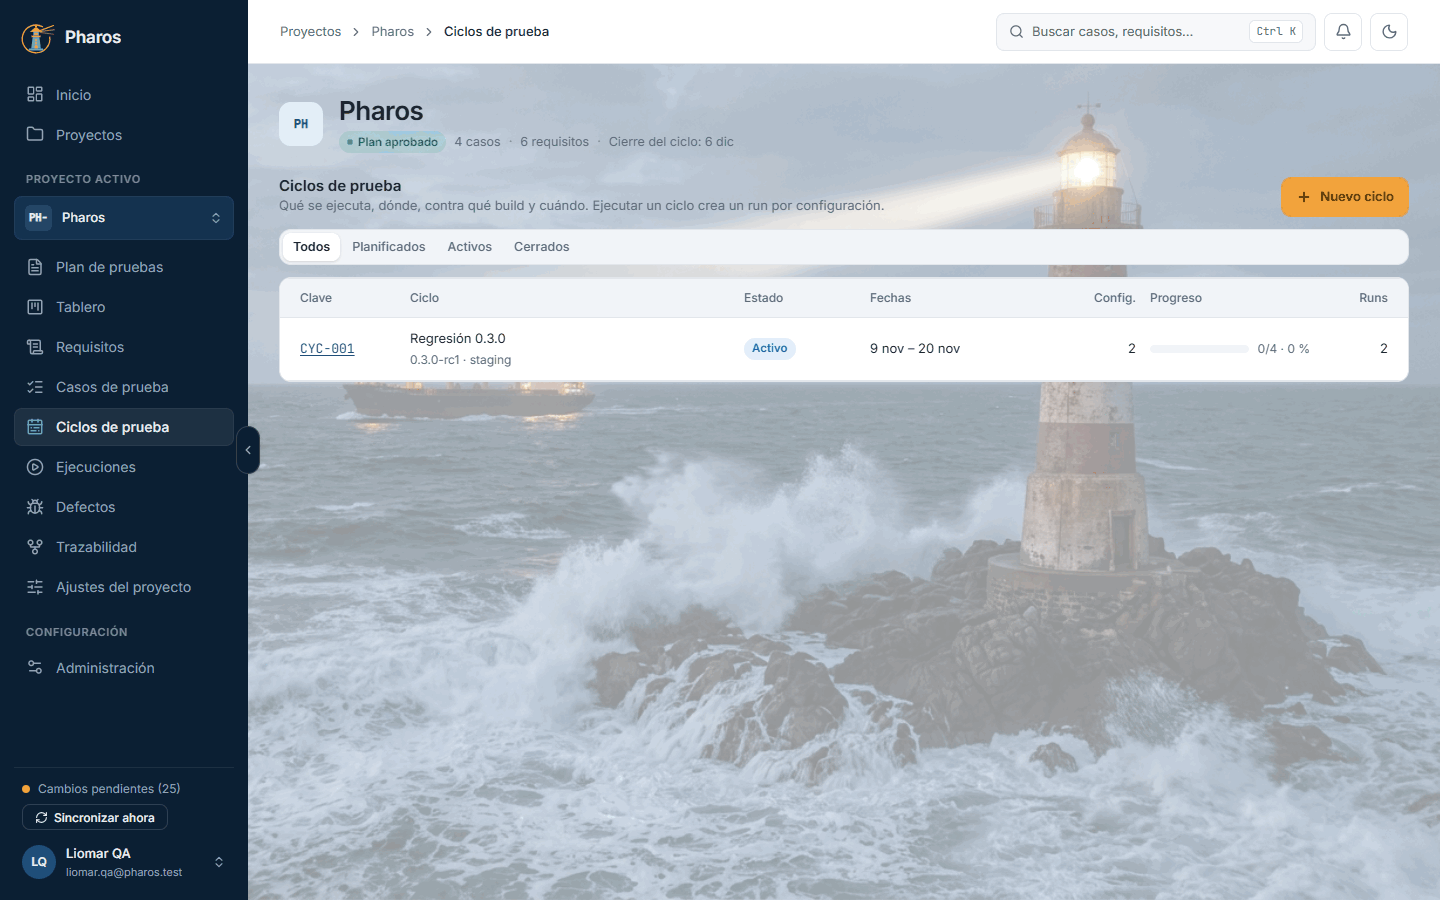 Pharos
Inicio
Proyectos
PROYECTO ACTIVO
PH- Pharos
Plan de pruebas
Tablero
Requisitos
Casos de prueba
Ciclos de prueba
Ejecuciones
Defectos
Trazabilidad
Ajustes del proyecto
CONFIGURACIÓN
Administración
Cambios pendientes (25)
Sincronizar ahora
LQ Liomar QA
liomar.qa@pharos.test
Proyectos > Pharos > Ciclos de prueba
Buscar casos, requisitos... Ctrl K
PH Pharos
Plan aprobado 4 casos · 6 requisitos · Cierre del ciclo: 6 dic
Ciclos de prueba
Qué se ejecuta, dónde, contra qué build y cuándo. Ejecutar un ciclo crea un run por configuración.
+ Nuevo ciclo
Todos Planificados Activos Cerrados
Clave Ciclo Estado Fechas Config. Progreso Runs
CYC-001 Regresión 0.3.0 Activo 9 nov – 20 nov 2 0/4 · 0 % 2
0.3.0-rc1 · staging